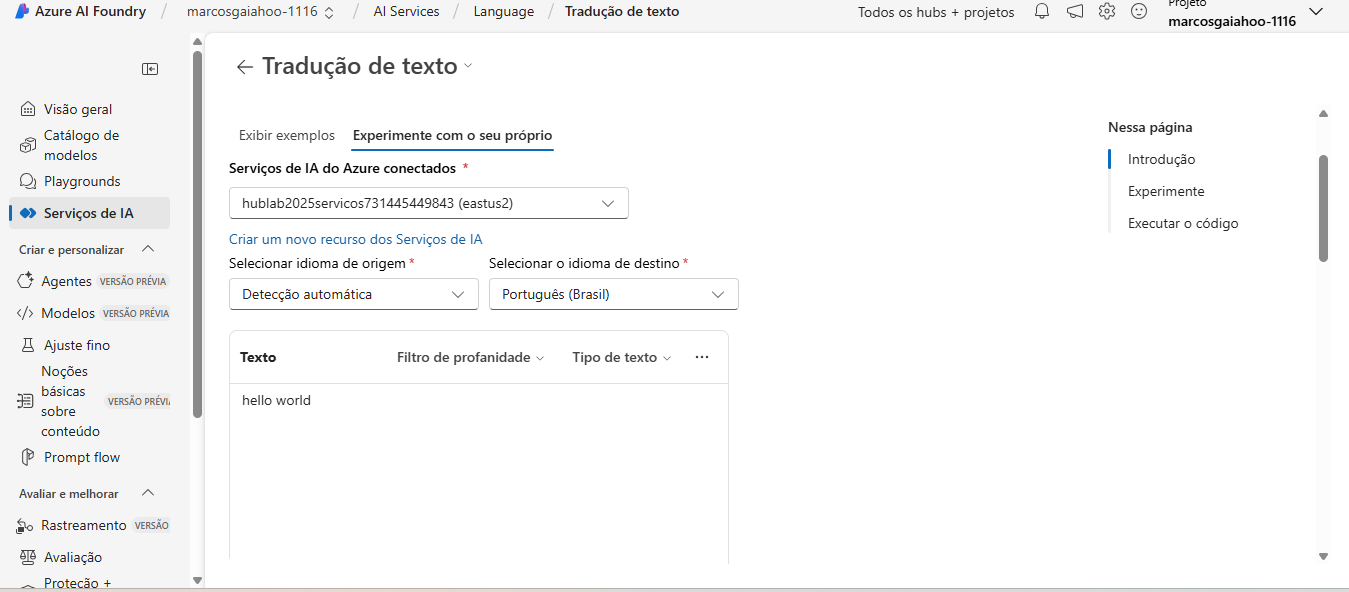 Azure AI Foundry / marcosgaiahoo-1116 / AI Services / Language / Tradução de texto
Todos os hubs + projetos
Projeto
marcosgaiahoo-1116
Visão geral
Catálogo de
modelos
Playgrounds
Serviços de IA
Criar e personalizar
Agentes VERSÃO PRÉVIA
Modelos VERSÃO PRÉVIA
Ajuste fino
Noções
básicas
sobre
conteúdo
VERSÃO PRÉVI
Prompt flow
Avaliar e melhorar
Rastreamento VERSÃO
Avaliação
Proteção +
Tradução de texto
Exibir exemplos
Experimente com o seu próprio
Serviços de IA do Azure conectados *
hublab2025servicos731445449843 (eastus2)
Criar um novo recurso dos Serviços de IA
Selecionar idioma de origem *
Selecionar o idioma de destino *
Detecção automática
Português (Brasil)
Texto
Filtro de profanidade
Tipo de texto
...
hello world
Nessa página
Introdução
Experimente
Executar o código